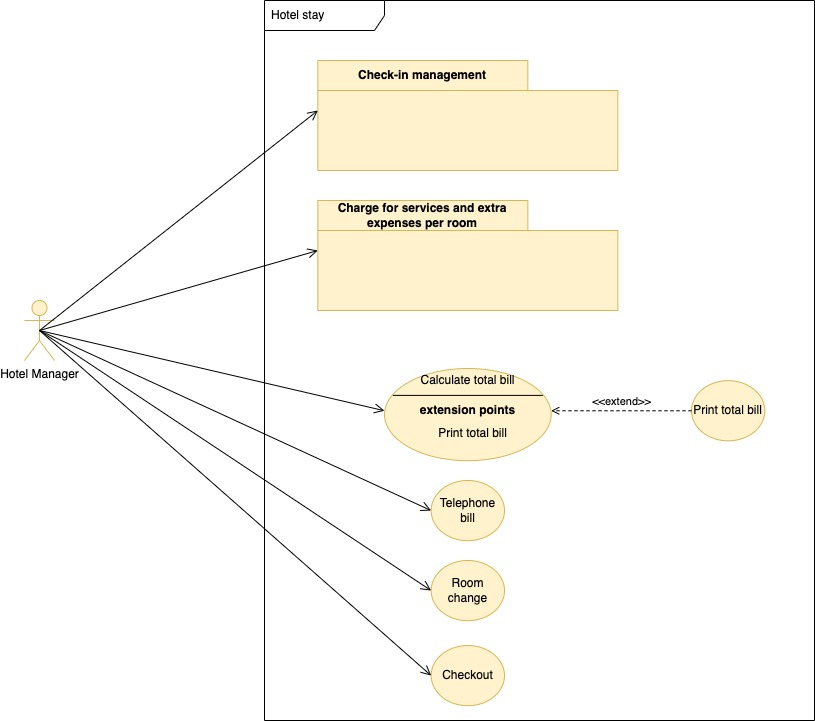 Hotel stay
Check-in management
Charge for services and extra
expenses per room
Hotel Manager
Calculate total bill
extension points
Print total bill
<<extend>>
Print total bill
Telephone
bill
Room
change
Checkout